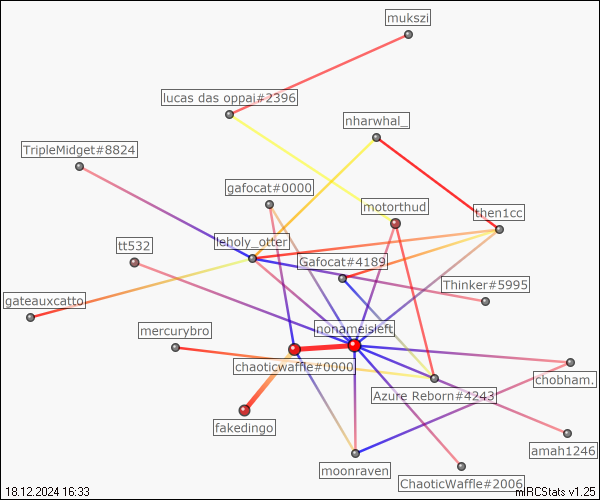 mukszi
lucas das oppai#2396
nharwhal_
TripleMidget#8824
gafocat#0000
motorthud
then1cc
leholy_otter
tt532
Gafocat#4189
Thinker#5995
gateauxcatto
nonameisleft
mercurybro
chaoticwaffle#0000
chobham.
Azure Reborn#4243
fakedingo
amah1246
moonraven
ChaoticWaffle#2006
18.12.2024 16:33
mIRCStats v1.25